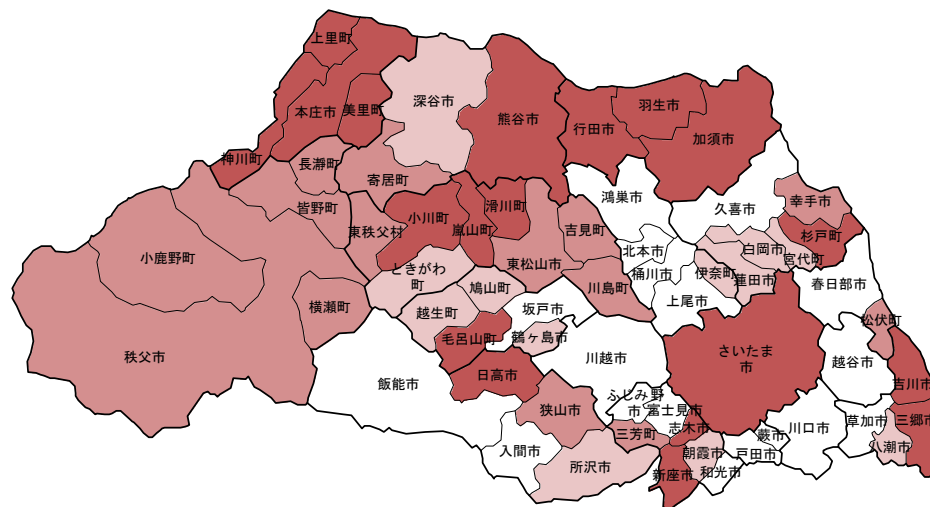 上里町
本庄市
美里町
神川町
深谷市
熊谷市
行田市
羽生市
加須市
長瀞町
寄居町
皆野町
東秩父村
小川町
嵐山町
滑川町
吉見町
東松山市
鴻巣市
久喜市
幸手市
杉戸町
白岡市
宮代町
北本市
桶川市
伊奈町
蓮田市
春日部市
小鹿野町
ときがわ
町
鳩山町
川島町
上尾市
横瀬町
越生町
坂戸市
松伏町
毛呂山町
鶴ヶ島市
川越市
さいたま
市
越谷市
秩父市
飯能市
日高市
吉川市
ふじみ野
市
富士見市
狭山市
志木市
三芳町
川口市
草加市
三郷市
蕨市
戸田市
八潮市
入間市
所沢市
朝霞市
新座市
和光市